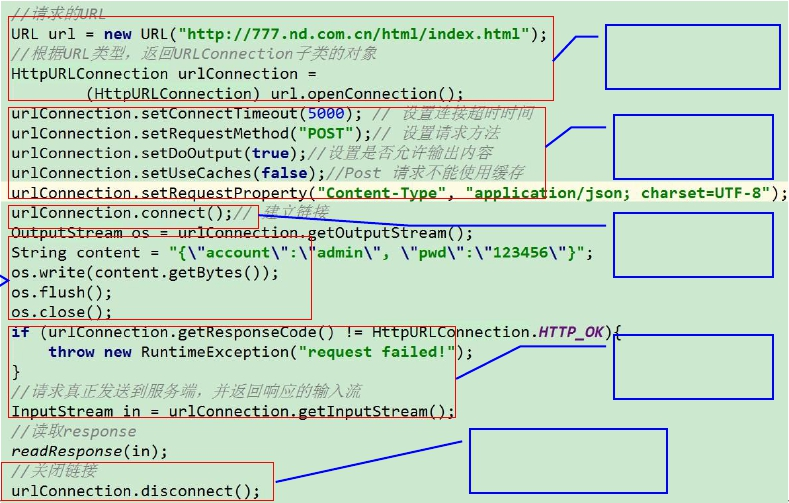 //请求的URL
URL url = new URL("http://777.nd.com.cn/html/index.html");
//根据URL类型，返回URLConnection子类的对象
HttpURLConnection urlConnection =
(HttpURLConnection) url.openConnection();
urlConnection.setConnectTimeout(5000); // 设置连接超时时间
urlConnection.setRequestMethod("POST");// 设置请求方法
urlConnection.setDoOutput(true);//设置是否允许输出内容
urlConnection.setUseCaches(false);//Post 请求不能使用缓存
urlConnection.setRequestProperty("Content-Type", "application/json; charset=UTF-8");
urlConnection.connect();// 建立链接
OutputStream os = urlConnection.getOutputStream();
String content = "{\"account\":\"admin\", \"pwd\":\"123456\"}";
os.write(content.getBytes());
os.flush();
os.close();
if (urlConnection.getResponseCode() != HttpURLConnection.HTTP_OK){
throw new RuntimeException("request failed!");
}
//请求真正发送到服务端，并返回响应的输入流
InputStream in = urlConnection.getInputStream();
//读取response
readResponse(in);
//关闭链接
urlConnection.disconnect();